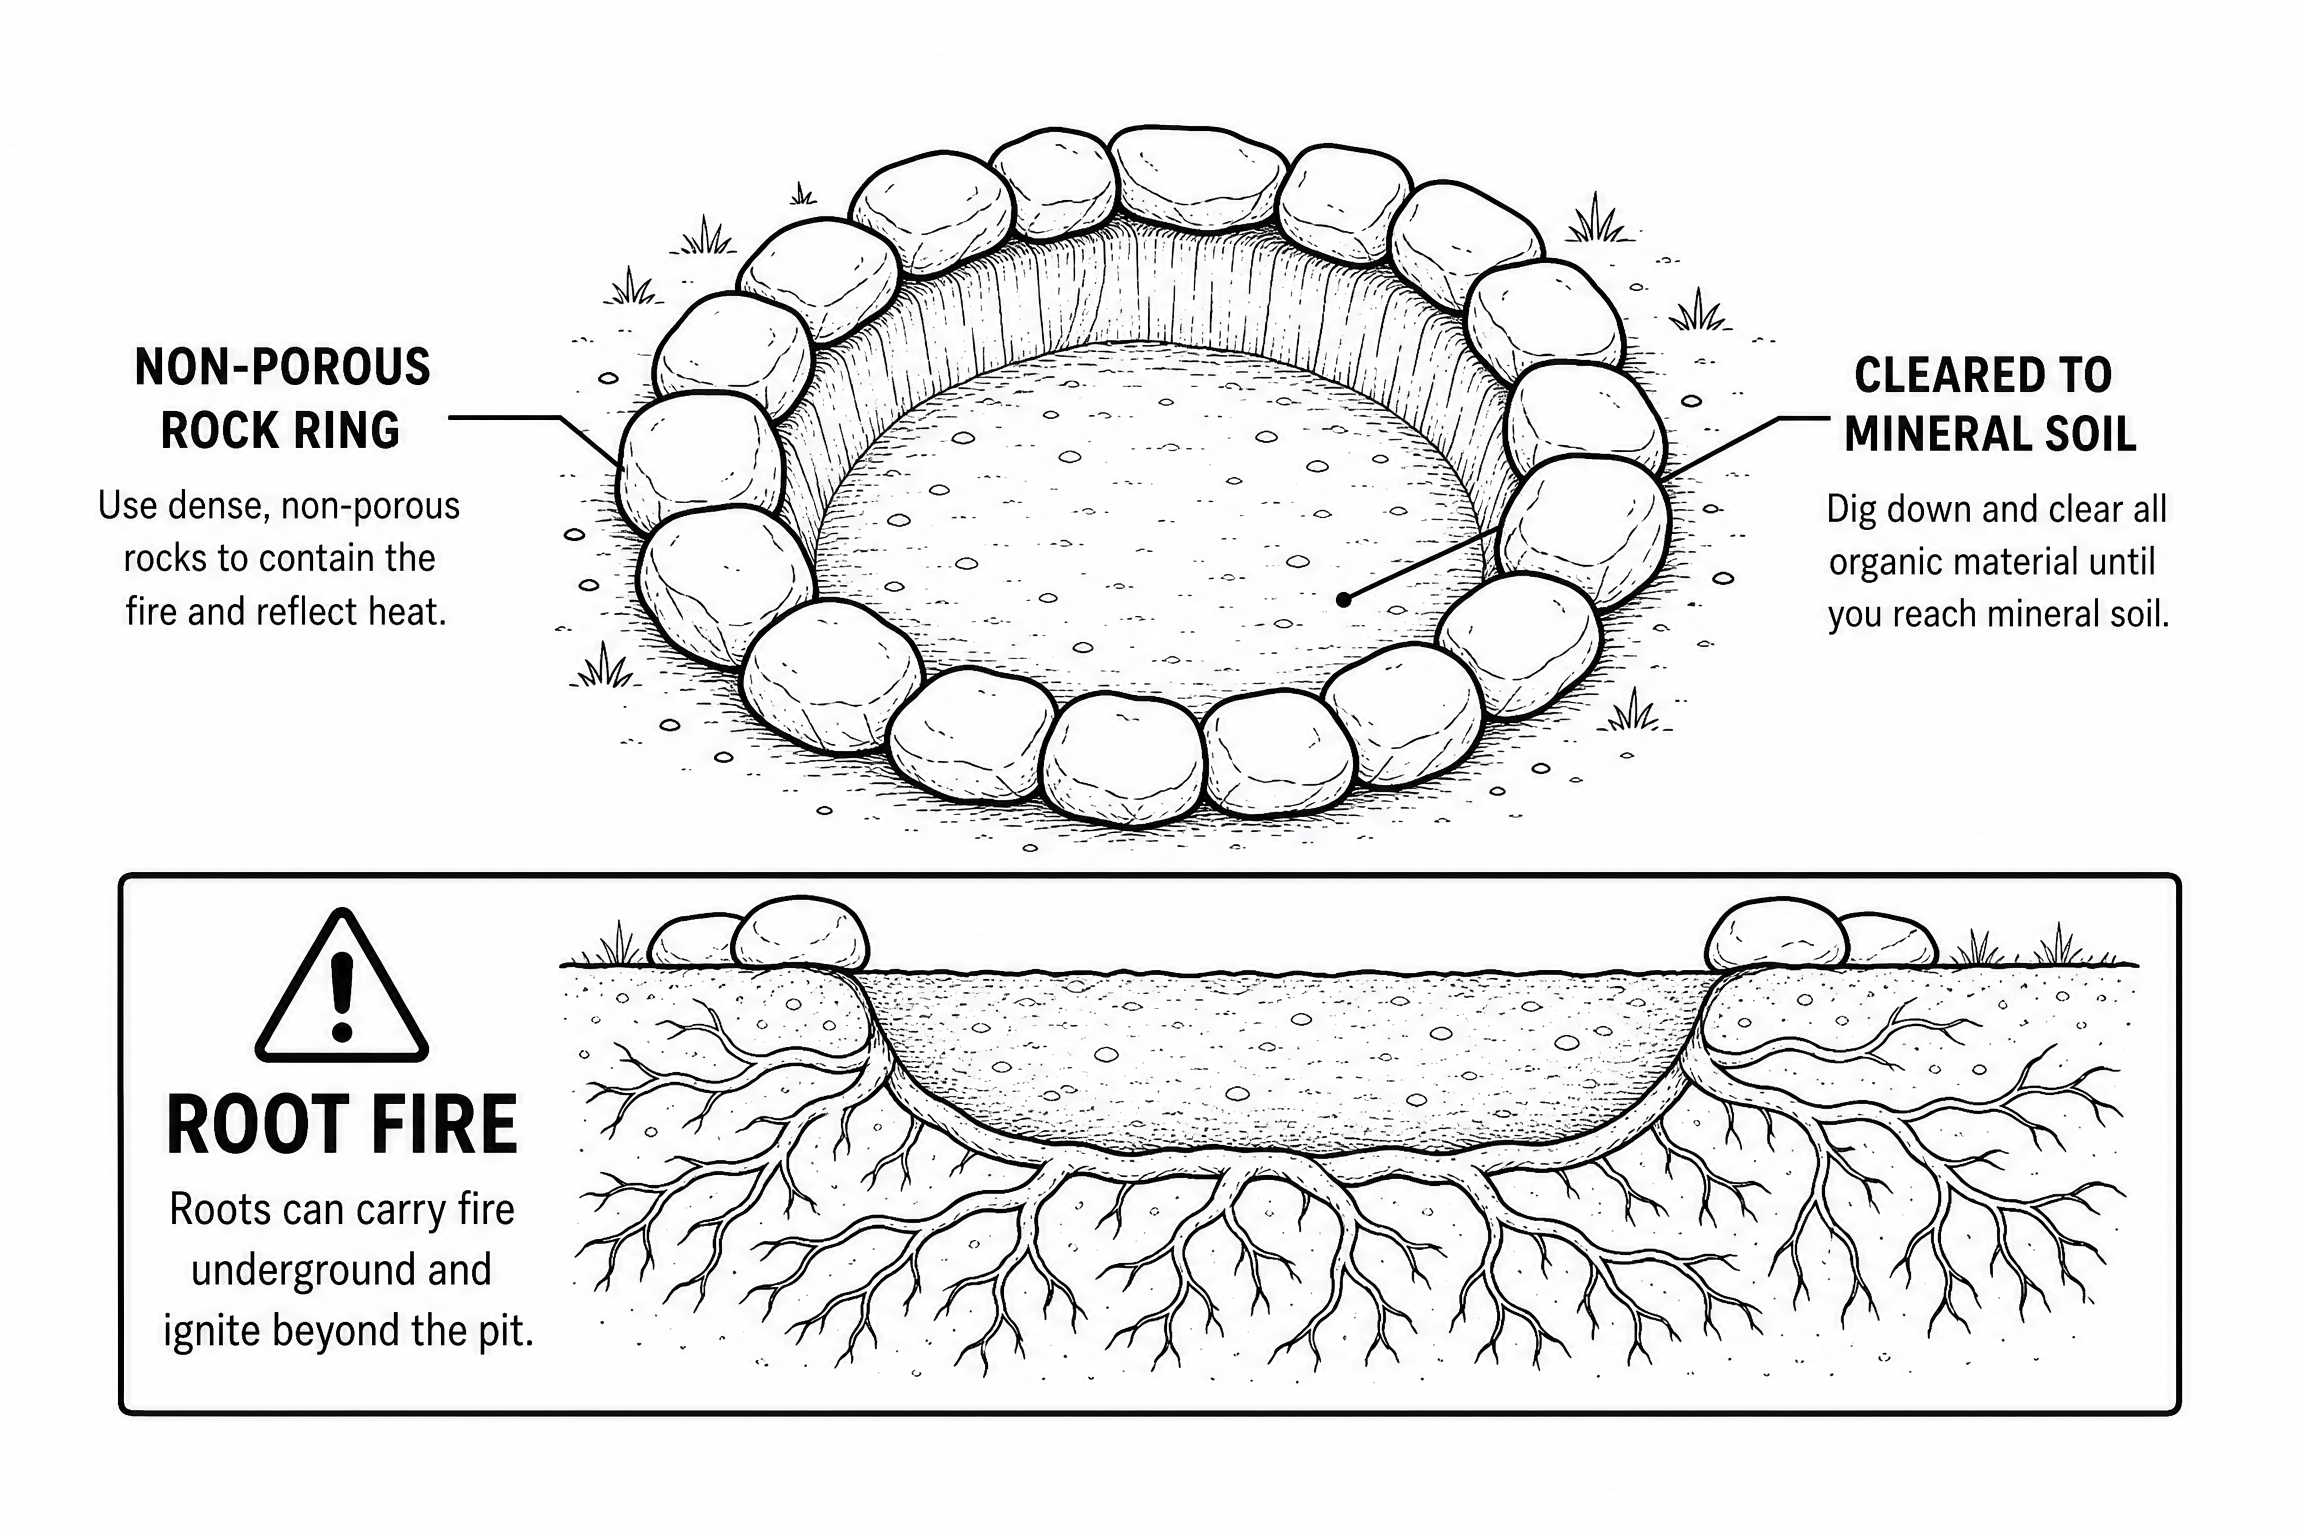 NON-POROUS
ROCK RING
Use dense, non-porous
rocks to contain the
fire and reflect heat.
CLEARED TO
MINERAL SOIL
Dig down and clear all
organic material until
you reach mineral soil.
ROOT FIRE
Roots can carry fire
underground and
ignite beyond the pit.